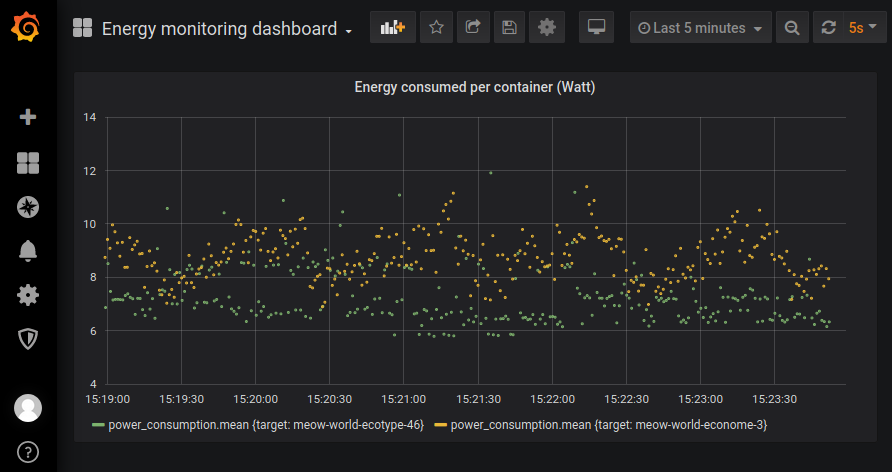 Energy monitoring dashboard
Last 5 minutes
5s
Energy consumed per container (Watt)
14
12
10
8
6
4
15:19:00 15:19:30 15:20:00 15:20:30 15:21:00 15:21:30 15:22:00 15:22:30 15:23:00 15:23:30
power_consumption.mean {target: meow-world-ecotype-46} power_consumption.mean {target: meow-world-econome-3}